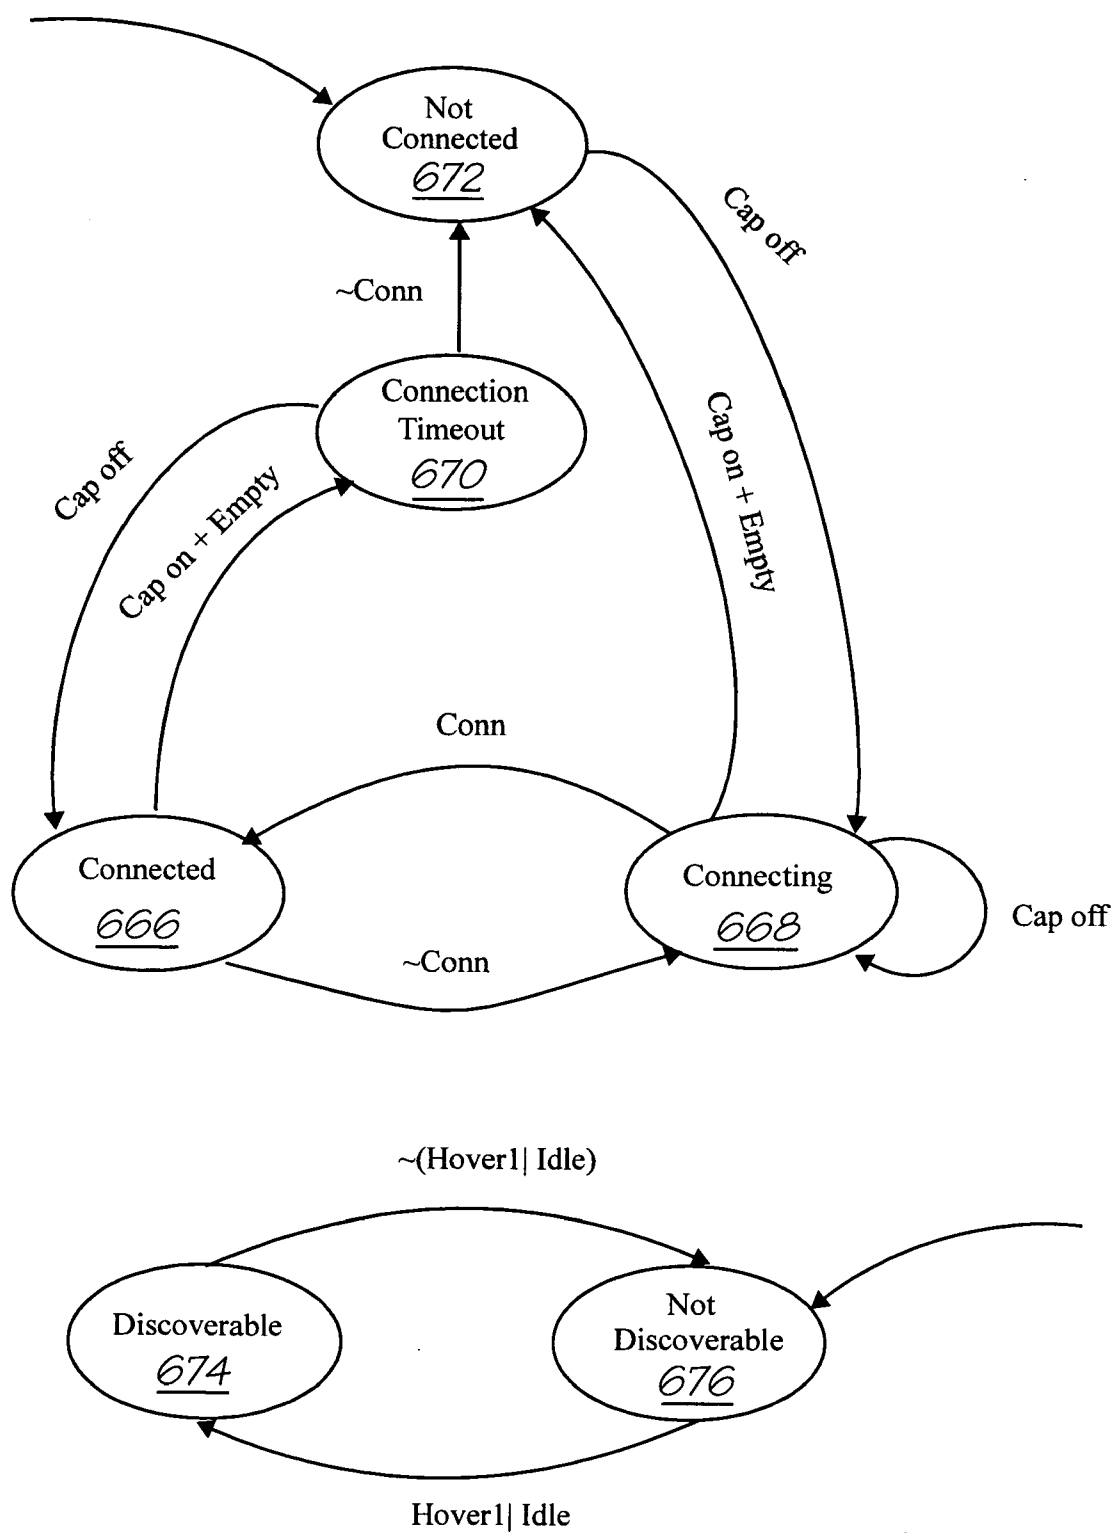 Not
Connected
672
Cap off
~Conn
Connection
Timeout
670
Cap off
Cap on + Empty
Cap on + Empty
Conn
Connected
666
Connecting
668
Cap off
~Conn
~(Hover1| Idle)
Discoverable
674
Not
Discoverable
676
Hover1| Idle